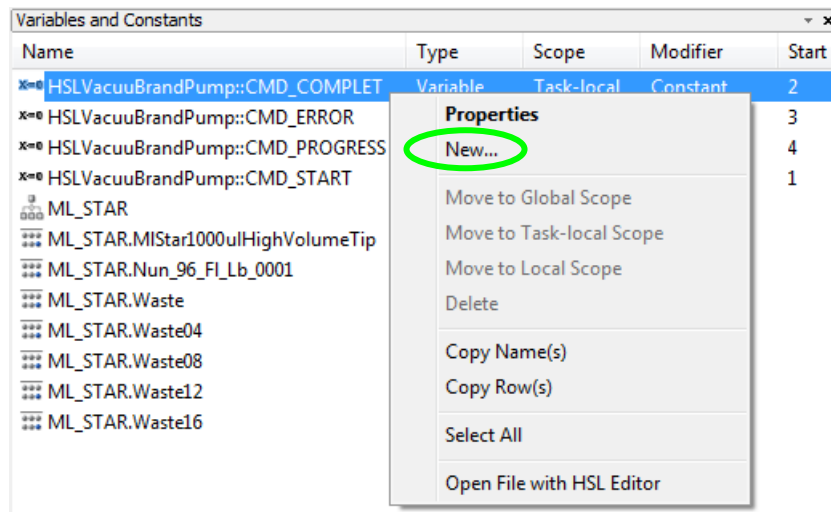 Variables and Constants
Name Type Scope Modifier Start
HSLVacuuBrandPump::CMD_COMPLET Variable Task-local Constant 2
HSLVacuuBrandPump::CMD_ERROR 3
HSLVacuuBrandPump::CMD_PROGRESS 4
HSLVacuuBrandPump::CMD_START 1
ML_STAR
ML_STAR.MlStar1000ulHighVolumeTip
ML_STAR.Nun_96_Fl_Lb_0001
ML_STAR.Waste
ML_STAR.Waste04
ML_STAR.Waste08
ML_STAR.Waste12
ML_STAR.Waste16
Properties
New...
Move to Global Scope
Move to Task-local Scope
Move to Local Scope
Delete
Copy Name(s)
Copy Row(s)
Select All
Open File with HSL Editor